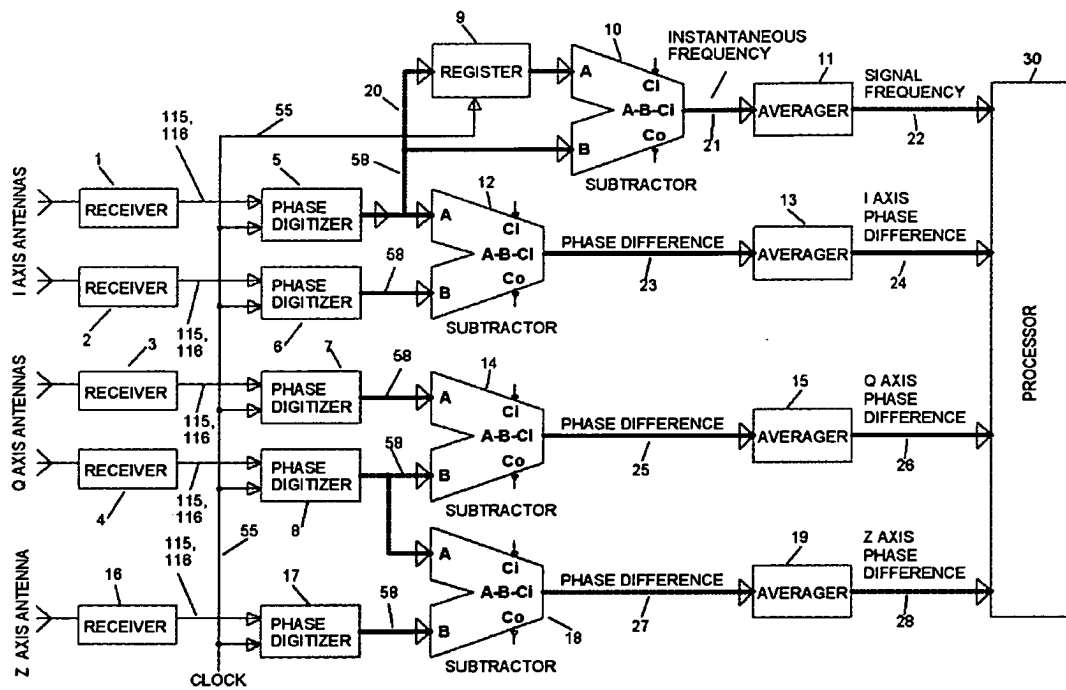 9
10
INSTANTANEOUS
FREQUENCY
11
SIGNAL
FREQUENCY
30
REGISTER
A
Ci
A-B-Ci
Co
B
AVERAGER
20
21
22
55
115,
116
58
SUBTRACTOR
I AXIS ANTENNAS
1
RECEIVER
5
PHASE
DIGITIZER
12
A
Ci
A-B-Ci
Co
B
PHASE DIFFERENCE
23
13
AVERAGER
I AXIS
PHASE
DIFFERENCE
24
RECEIVER
2
115,
116
PHASE
DIGITIZER
6
58
SUBTRACTOR
PROCESSOR
Q AXIS ANTENNAS
3
RECEIVER
115,
116
7
PHASE
DIGITIZER
58
14
A
Ci
A-B-Ci
Co
B
PHASE DIFFERENCE
25
15
AVERAGER
Q AXIS
PHASE
DIFFERENCE
26
RECEIVER
4
115,
116
PHASE
DIGITIZER
8
58
SUBTRACTOR
Z AXIS ANTENNA
16
RECEIVER
115,
116
55
17
PHASE
DIGITIZER
58
A
Ci
A-B-Ci
Co
B
18
PHASE DIFFERENCE
27
19
AVERAGER
Z AXIS
PHASE
DIFFERENCE
28
SUBTRACTOR
CLOCK